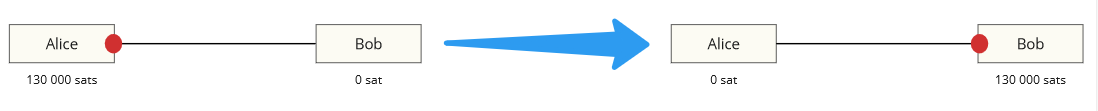 Alice Bob Alice Bob
130 000 sats 0 sat 0 sat 130 000 sats